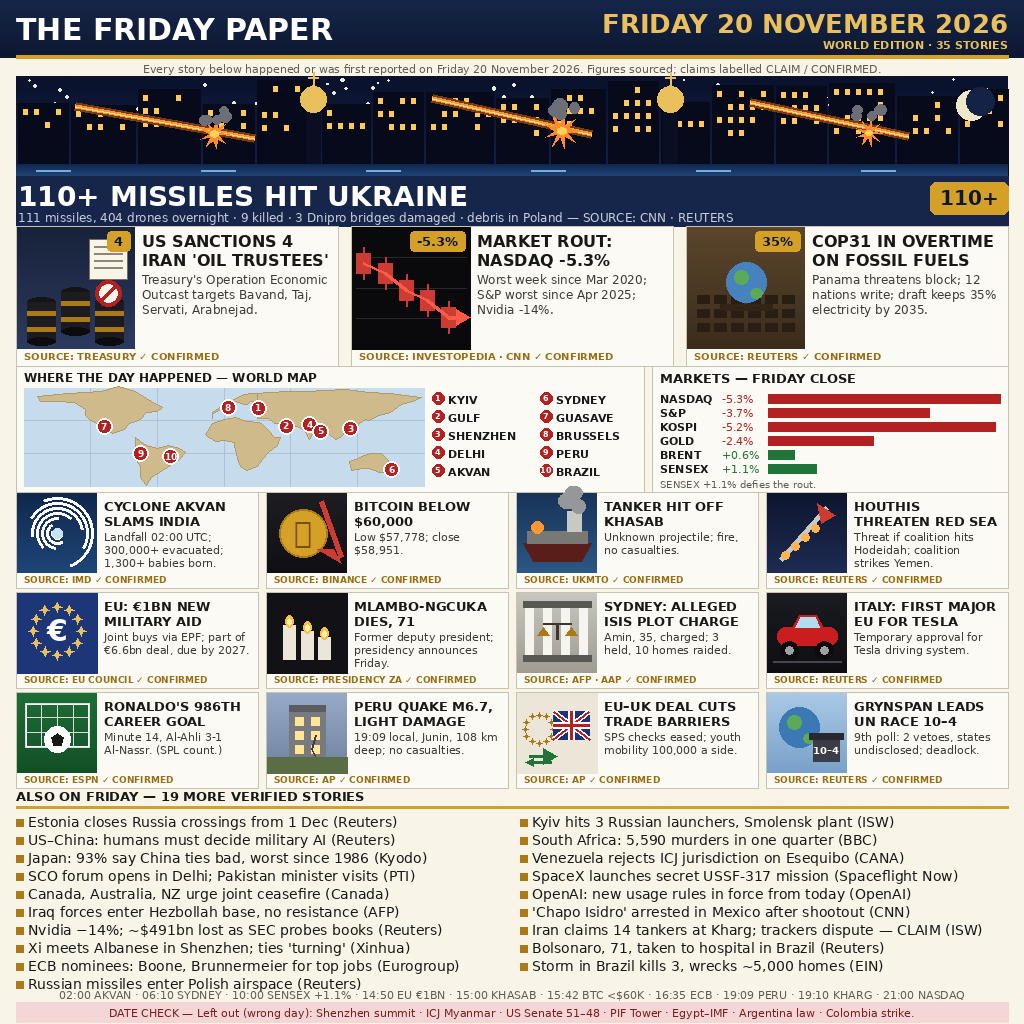 THE FRIDAY PAPER
FRIDAY 20 NOVEMBER 2026
WORLD EDITION · 35 STORIES
Every story below happened or was first reported on Friday 20 November 2026. Figures sourced; claims labelled CLAIM / CONFIRMED.
110+ MISSILES HIT UKRAINE
110+
111 missiles, 404 drones overnight · 9 killed · 3 Dnipro bridges damaged · debris in Poland — SOURCE: CNN · REUTERS
4
US SANCTIONS 4
IRAN 'OIL TRUSTEES'
Treasury's Operation Economic
Outcast targets Bavand, Taj,
Servati, Arabnejad.
SOURCE: TREASURY ✓ CONFIRMED
-5.3%
MARKET ROUT:
NASDAQ -5.3%
Worst week since Mar 2020;
S&P worst since Apr 2025;
Nvidia -14%.
SOURCE: INVESTOPEDIA · CNN ✓ CONFIRMED
35%
COP31 IN OVERTIME
ON FOSSIL FUELS
Panama threatens block; 12
nations write; draft keeps 35%
electricity by 2035.
SOURCE: REUTERS ✓ CONFIRMED
WHERE THE DAY HAPPENED — WORLD MAP
7
8
1
2
4
5
3
9
10
6
1 KYIV
2 GULF
3 SHENZHEN
4 DELHI
5 AKVAN
6 SYDNEY
7 GUASAVE
8 BRUSSELS
9 PERU
10 BRAZIL
MARKETS — FRIDAY CLOSE
NASDAQ -5.3%
S&P -3.7%
KOSPI -5.2%
GOLD -2.4%
BRENT +0.6%
SENSEX +1.1%
SENSEX +1.1% defies the rout.
CYCLONE AKVAN
SLAMS INDIA
Landfall 02:00 UTC;
300,000+ evacuated;
1,300+ babies born.
SOURCE: IMD ✓ CONFIRMED
BITCOIN BELOW
$60,000
Low $57,778; close
$58,951.
SOURCE: BINANCE ✓ CONFIRMED
TANKER HIT OFF
KHASAB
Unknown projectile; fire,
no casualties.
SOURCE: UKMTO ✓ CONFIRMED
HOUTHIS
THREATEN RED SEA
Threat if coalition hits
Hodeidah; coalition
strikes Yemen.
SOURCE: REUTERS ✓ CONFIRMED
€
EU: €1BN NEW
MILITARY AID
Joint buys via EPF; part of
€6.6bn deal, due by 2027.
SOURCE: EU COUNCIL ✓ CONFIRMED
MLAMBO-NGCUKA
DIES, 71
Former deputy president;
presidency announces
Friday.
SOURCE: PRESIDENCY ZA ✓ CONFIRMED
SYDNEY: ALLEGED
ISIS PLOT CHARGE
Amin, 35, charged; 3
held, 10 homes raided.
SOURCE: AFP · AAP ✓ CONFIRMED
ITALY: FIRST MAJOR
EU FOR TESLA
Temporary approval for
Tesla driving system.
SOURCE: REUTERS ✓ CONFIRMED
RONALDO'S 986TH
CAREER GOAL
Minute 14, Al-Ahli 3-1
Al-Nassr. (SPL count.)
SOURCE: ESPN ✓ CONFIRMED
PERU QUAKE M6.7,
LIGHT DAMAGE
19:09 local, Junin, 108 km
deep; no casualties.
SOURCE: AP ✓ CONFIRMED
EU–UK DEAL CUTS
TRADE BARRIERS
SPS checks eased; youth
mobility 100,000 a side.
SOURCE: AP ✓ CONFIRMED
10–4
GRYNSPAN LEADS
UN RACE 10–4
9th poll: 2 vetoes, states
undisclosed; deadlock.
SOURCE: REUTERS ✓ CONFIRMED
ALSO ON FRIDAY — 19 MORE VERIFIED STORIES
Estonia closes Russia crossings from 1 Dec (Reuters)
US–China: humans must decide military AI (Reuters)
Japan: 93% say China ties bad, worst since 1986 (Kyodo)
SCO forum opens in Delhi; Pakistan minister visits (PTI)
Canada, Australia, NZ urge joint ceasefire (Canada)
Iraq forces enter Hezbollah base, no resistance (AFP)
Nvidia −14%; ~$491bn lost as SEC probes books (Reuters)
Xi meets Albanese in Shenzhen; ties 'turning' (Xinhua)
ECB nominees: Boone, Brunnermeier for top jobs (Eurogroup)
Russian missiles enter Polish airspace (Reuters)
Kyiv hits 3 Russian launchers, Smolensk plant (ISW)
South Africa: 5,590 murders in one quarter (BBC)
Venezuela rejects ICJ jurisdiction on Esequibo (CANA)
SpaceX launches secret USSF-317 mission (Spaceflight Now)
OpenAI: new usage rules in force from today (OpenAI)
'Chapo Isidro' arrested in Mexico after shootout (CNN)
Iran claims 14 tankers at Kharg; trackers dispute — CLAIM (ISW)
Bolsonaro, 71, taken to hospital in Brazil (Reuters)
Storm in Brazil kills 3, wrecks ~5,000 homes (EIN)
02:00 AKVAN · 06:10 SYDNEY · 10:00 SENSEX +1.1% · 14:50 EU €1BN · 15:00 KHASAB · 15:42 BTC <$60K · 16:35 ECB · 19:09 PERU · 19:10 KHARG · 21:00 NASDAQ
DATE CHECK — Left out (wrong day): Shenzhen summit · ICJ Myanmar · US Senate 51–48 · PIF Tower · Egypt–IMF · Argentina law · Colombia strike.